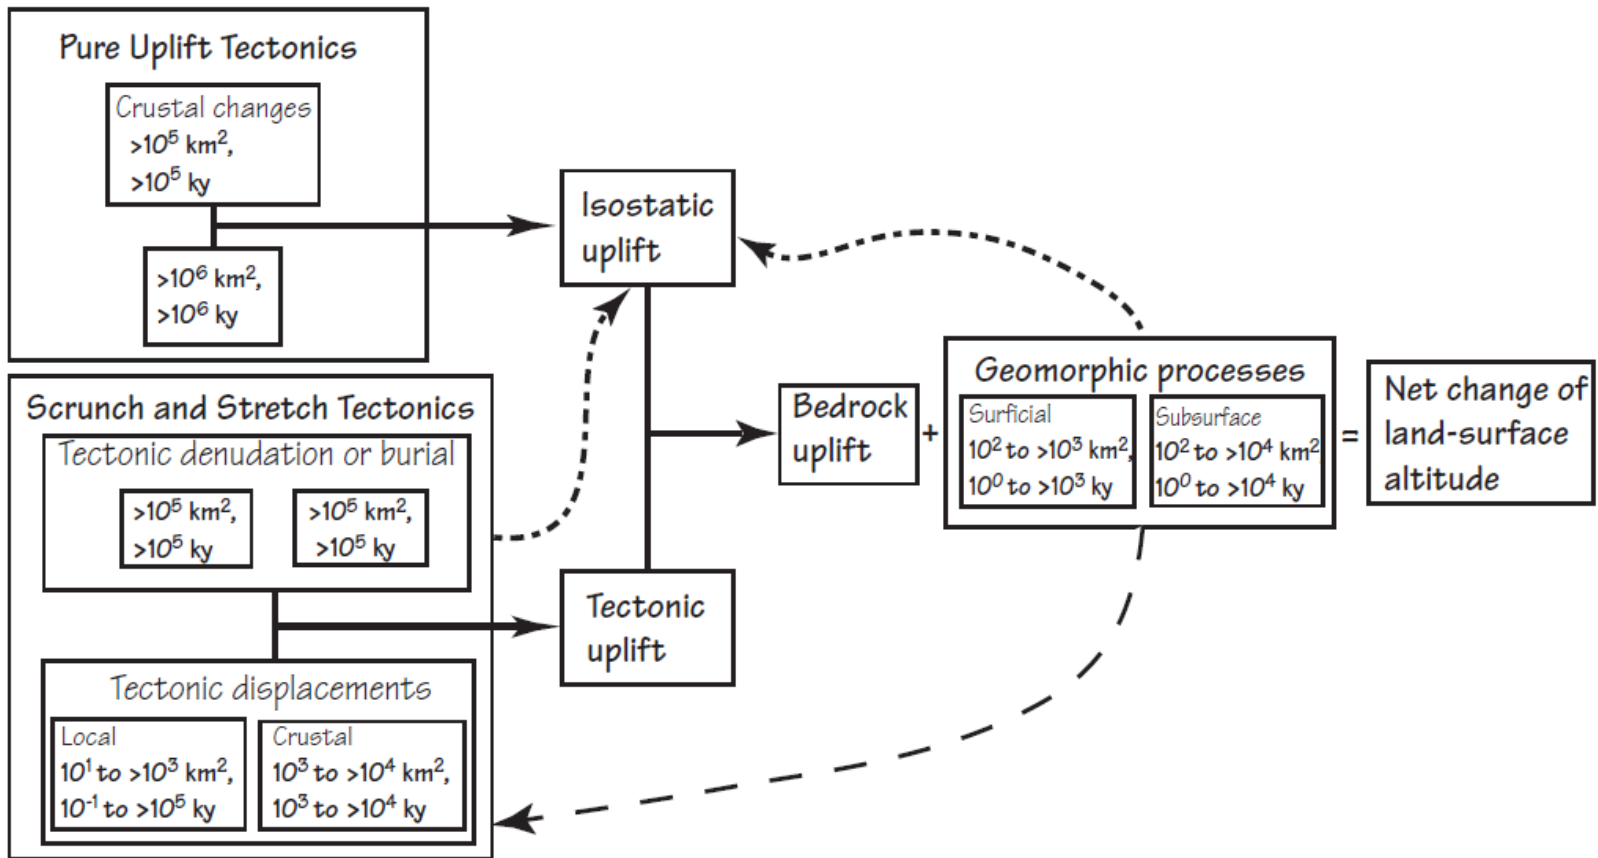 Pure Uplift Tectonics
Crustal changes
>10⁵ km²,
>10⁵ ky
>10⁶ km²,
>10⁶ ky
Scrunch and Stretch Tectonics
Tectonic denudation or burial
>10⁵ km²,
>10⁵ ky
>10⁵ km²,
>10⁵ ky
Tectonic displacements
Local
10¹ to >10³ km²,
10⁻¹ to >10⁵ ky
Crustal
10³ to >10⁴ km²,
10³ to >10⁴ ky
Isostatic
uplift
Tectonic
uplift
Bedrock
uplift
+
Geomorphic processes
Surficial
10² to >10³ km²,
10⁰ to >10³ ky
Subsurface
10² to >10⁴ km²,
10⁰ to >10⁴ ky
=
Net change of
land-surface
altitude